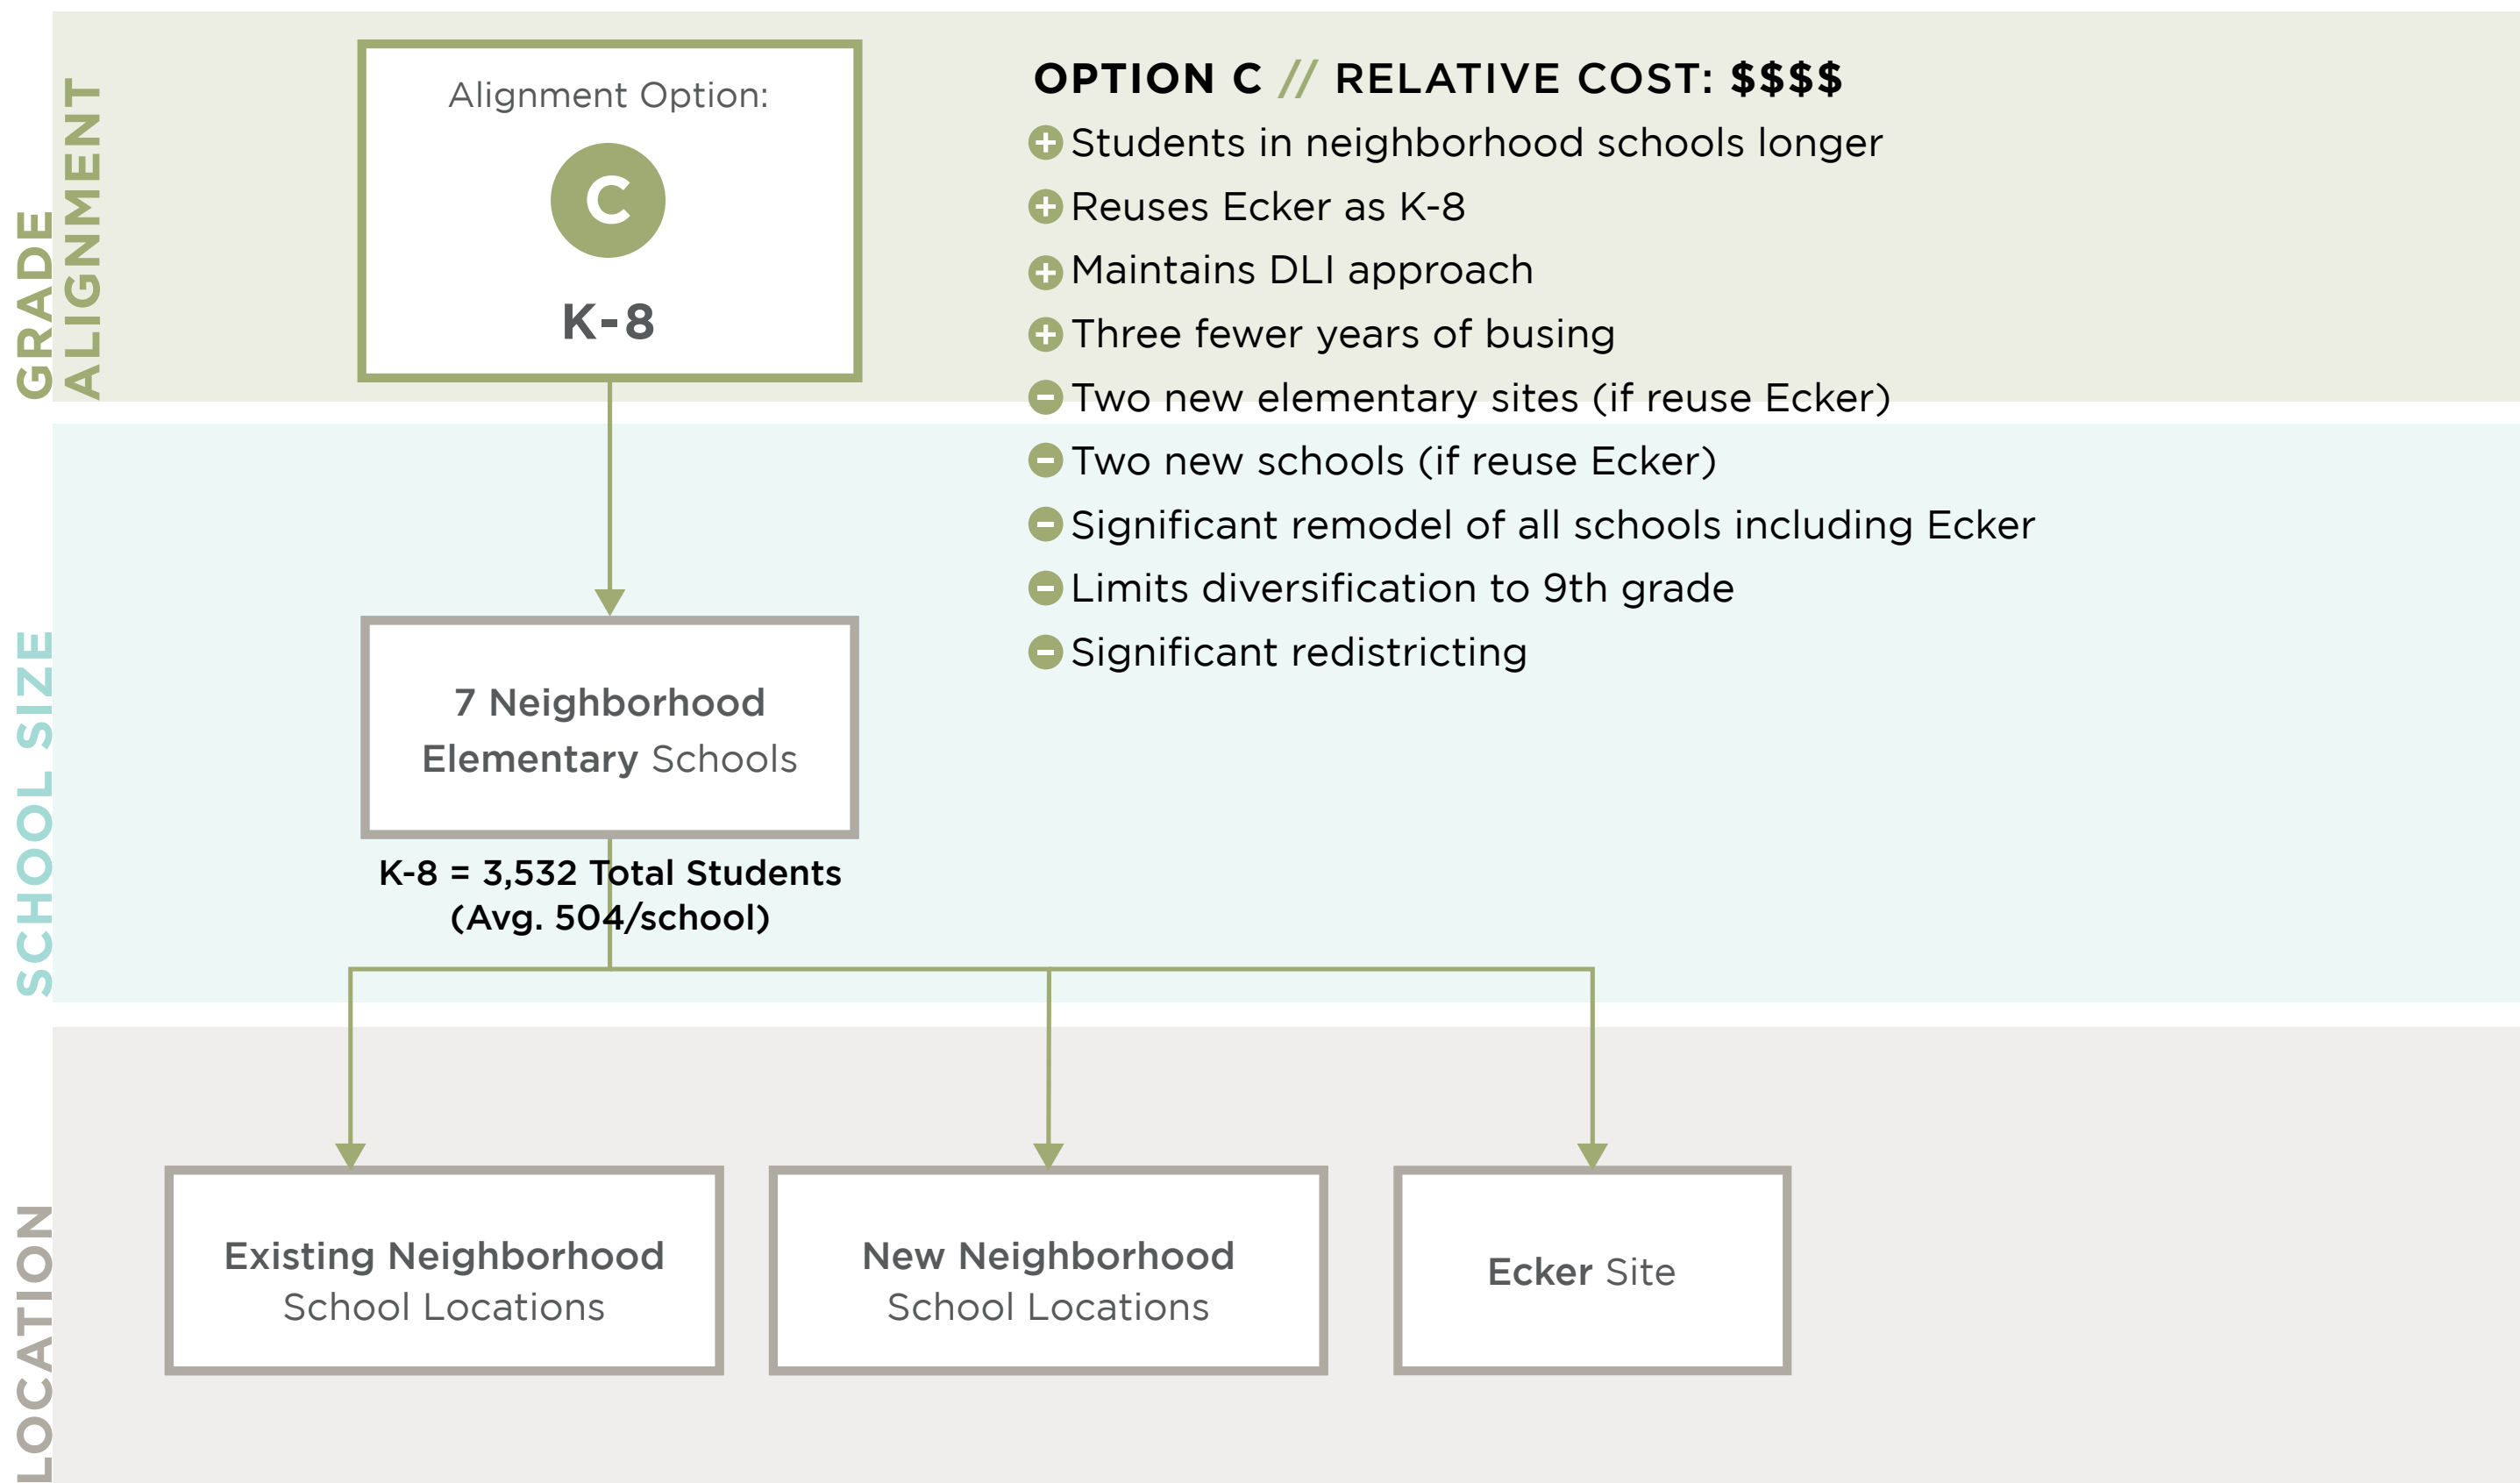 GRADE
ALIGNMENT
Alignment Option:
C
K-8
OPTION C // RELATIVE COST: $$$$
+ Students in neighborhood schools longer
+ Reuses Ecker as K-8
+ Maintains DLI approach
+ Three fewer years of busing
- Two new elementary sites (if reuse Ecker)
- Two new schools (if reuse Ecker)
- Significant remodel of all schools including Ecker
- Limits diversification to 9th grade
- Significant redistricting
SCHOOL SIZE
7 Neighborhood
Elementary Schools
K-8 = 3,532 Total Students
(Avg. 504/school)
LOCATION
Existing Neighborhood
School Locations
New Neighborhood
School Locations
Ecker Site